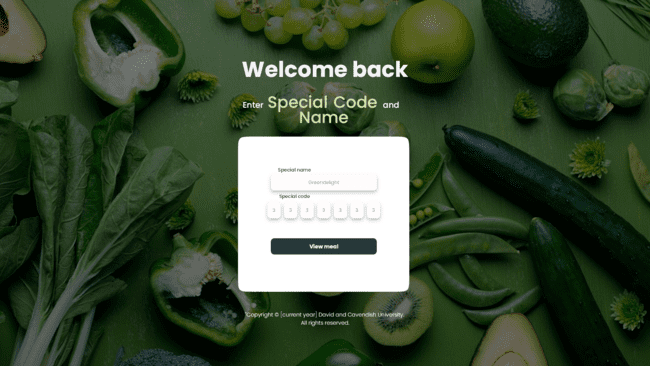 Welcome back
Enter Special Code and
Name
Special name
Greendelight
Special code
View meal
"Copyright © [current year] David and Cavendish University.
All rights reserved.